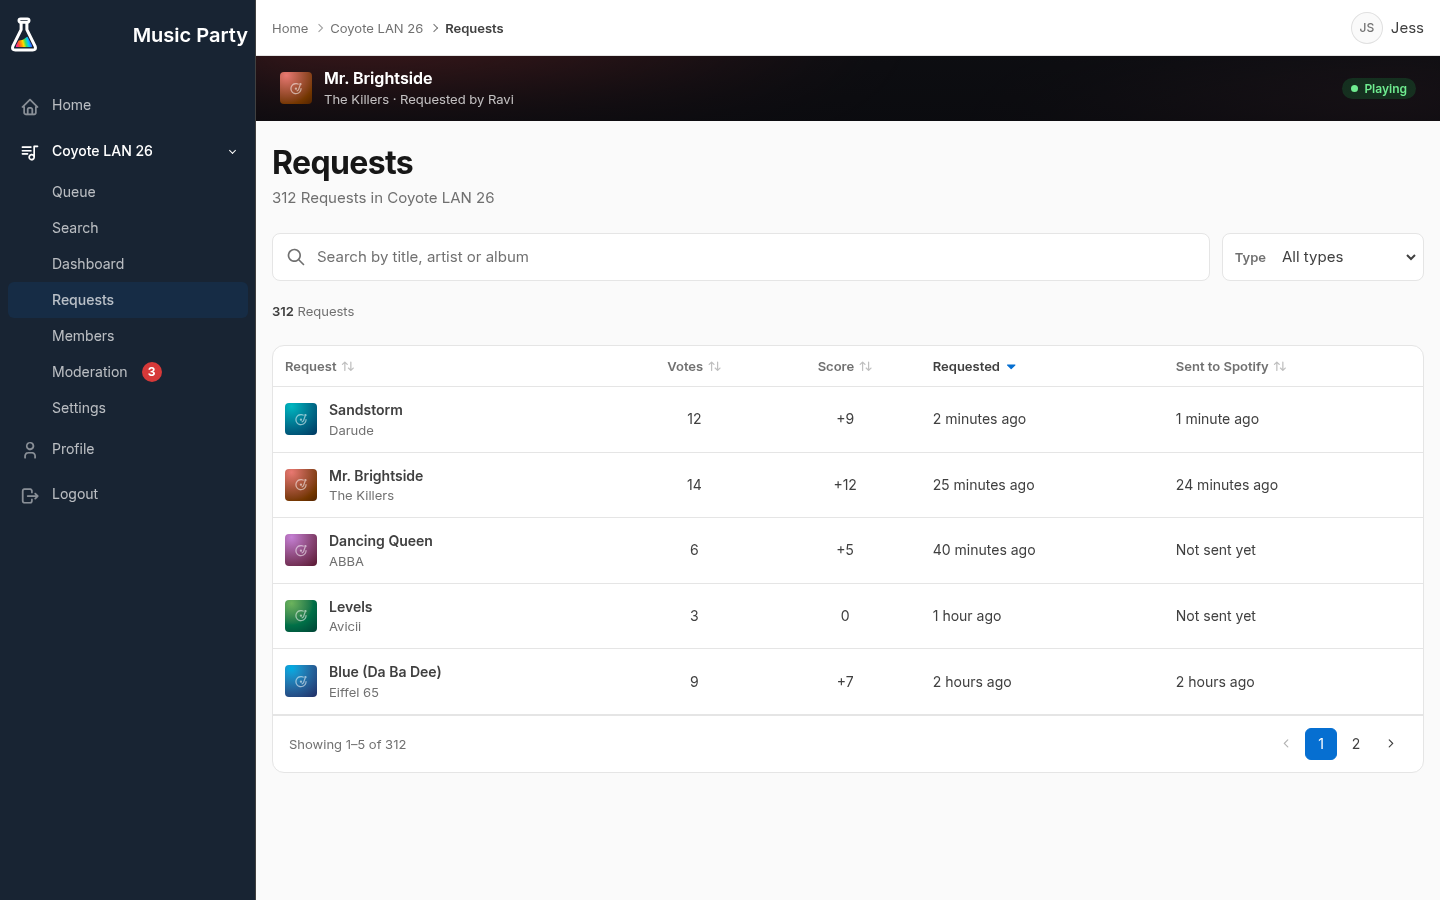 Music Party
Home
Coyote LAN 26
Queue
Search
Dashboard
Requests
Members
Moderation 3
Settings
Profile
Logout
Home Coyote LAN 26 Requests
JS Jess
Mr. Brightside
The Killers · Requested by Ravi
Playing
Requests
312 Requests in Coyote LAN 26
Search by title, artist or album
Type All types
312 Requests
Request Votes Score Requested Sent to Spotify
Sandstorm
Darude
12 +9 2 minutes ago 1 minute ago
Mr. Brightside
The Killers
14 +12 25 minutes ago 24 minutes ago
Dancing Queen
ABBA
6 +5 40 minutes ago Not sent yet
Levels
Avicii
3 0 1 hour ago Not sent yet
Blue (Da Ba Dee)
Eiffel 65
9 +7 2 hours ago 2 hours ago
Showing 1–5 of 312
1 2